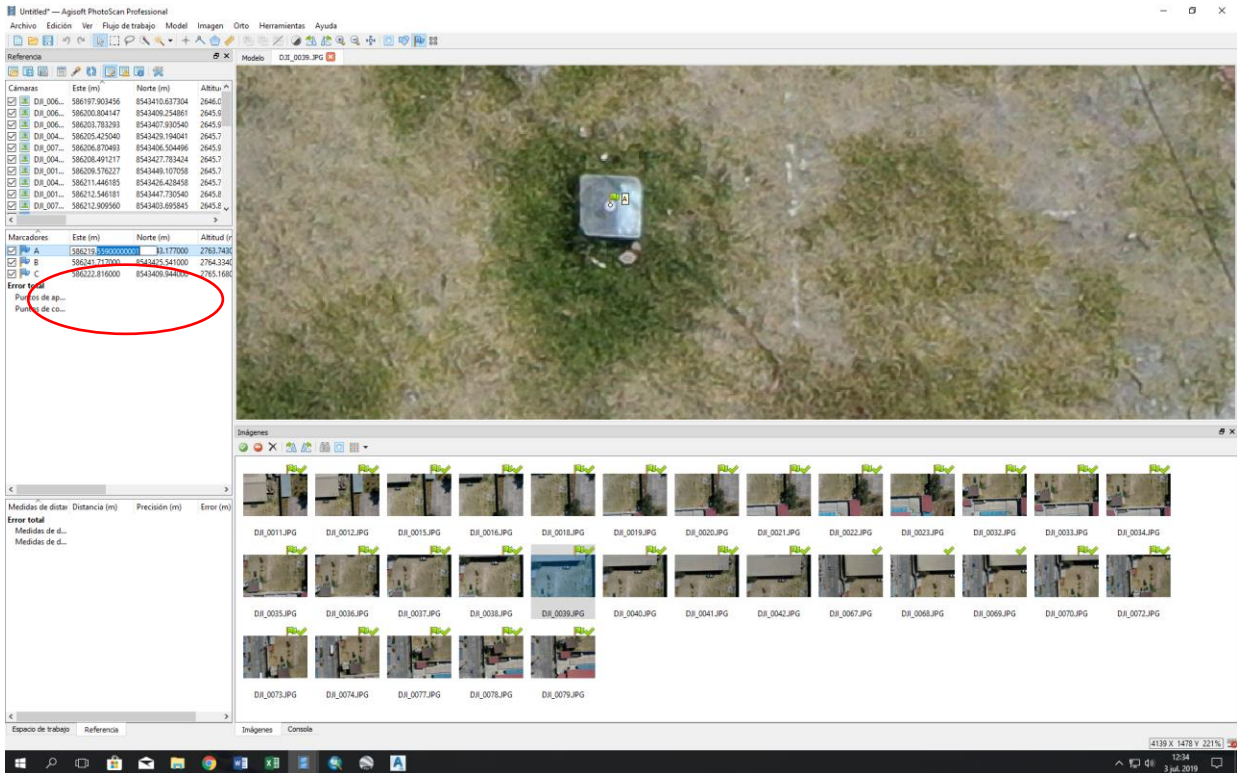 Untitled* — Agisoft PhotoScan Professional
Archivo Edición Ver Flujo de trabajo Model Imagen Orto Herramientas Ayuda
Referencia
Modelo DJI_0039.JPG
Cámaras Este (m) Norte (m)
DJI_006... 586197.903456 8543410.637304 2646.0
DJI_006... 586200.804147 8543409.254861 2645.9
DJI_006... 586203.783293 8543407.930540 2645.9
DJI_004... 586205.425040 8543429.194041 2645.7
DJI_007... 586206.870493 8543406.504496 2645.9
DJI_004... 586208.491217 8543427.783424 2645.7
DJI_001... 586209.576227 8543449.107058 2645.7
DJI_004... 586211.446185 8543426.428458 2645.7
DJI_001... 586212.546181 8543447.730540 2645.8
DJI_007... 586212.909560 8543403.695845 2645.8
Marcadores Este (m) Norte (m) Altitud (r
A 586219.6590000001 43.177000 2763.7430
B 586241.717000 8543425.541000 2764.3340
C 586222.816000 8543409.944000 2765.1680
Error total
Puntos de ap...
Puntos de co...
A
Imágenes
DJI_0011.JPG DJI_0012.JPG DJI_0015.JPG DJI_0016.JPG DJI_0018.JPG DJI_0019.JPG DJI_0020.JPG DJI_0021.JPG DJI_0022.JPG DJI_0023.JPG DJI_0032.JPG DJI_0033.JPG DJI_0034.JPG
DJI_0035.JPG DJI_0036.JPG DJI_0037.JPG DJI_0038.JPG DJI_0039.JPG DJI_0040.JPG DJI_0041.JPG DJI_0042.JPG DJI_0067.JPG DJI_0068.JPG DJI_0069.JPG DJI_0070.JPG DJI_0072.JPG
DJI_0073.JPG DJI_0074.JPG DJI_0077.JPG DJI_0078.JPG DJI_0079.JPG
Medidas de distar Distancia (m) Precisión (m) Error (m)
Error total
Medidas de d...
Medidas de d...
Espacio de trabajo Referencia
Imágenes Consola
4139 X 1478 Y 221%
12:34
3 jul. 2019